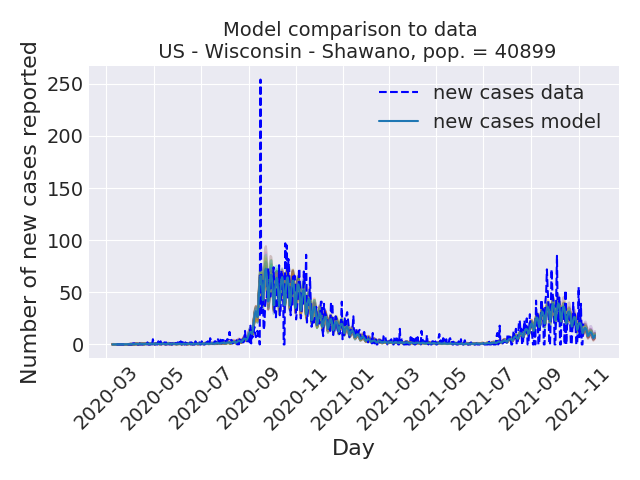 Model comparison to data
US - Wisconsin - Shawano, pop. = 40899
Number of new cases reported
250
200
150
100
50
0
new cases data
new cases model
2020-03
2020-05
2020-07
2020-09
2020-11
2021-01
2021-03
2021-05
2021-07
2021-09
2021-11
Day